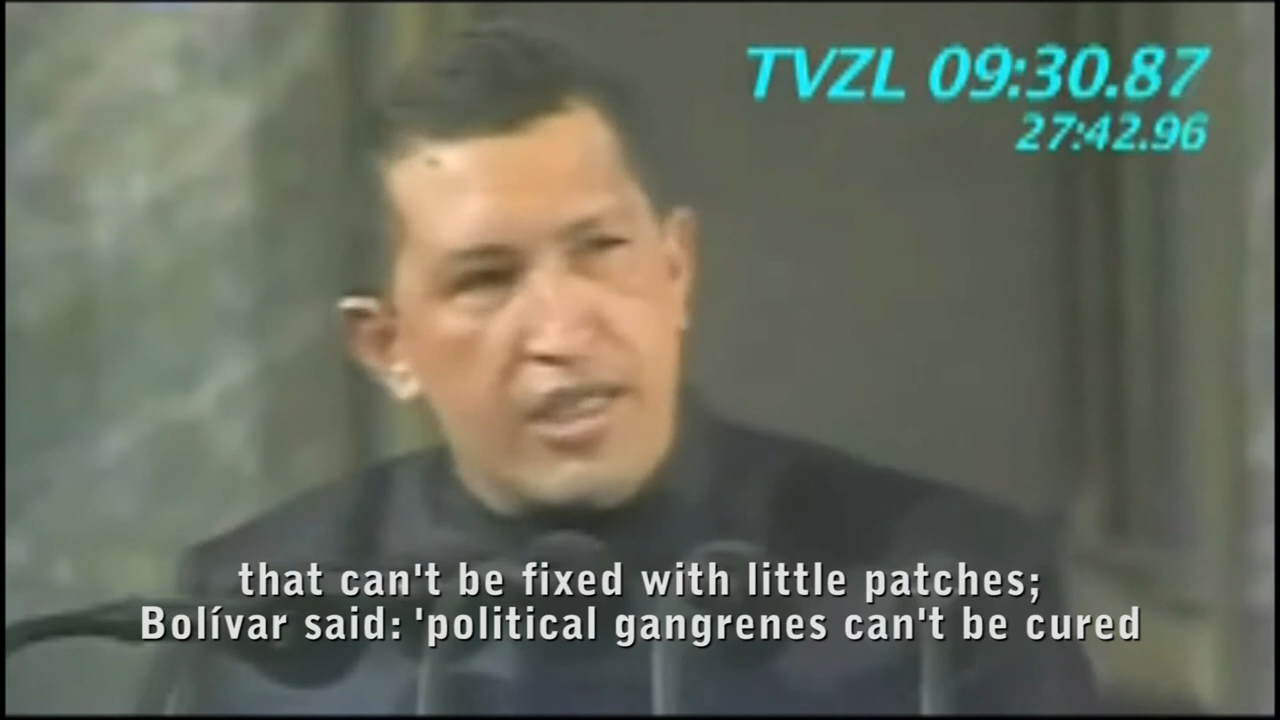 TVZL 09:30.87
27:42.96
that can't be fixed with little patches;
Bolívar said: 'political gangrenes can't be cured